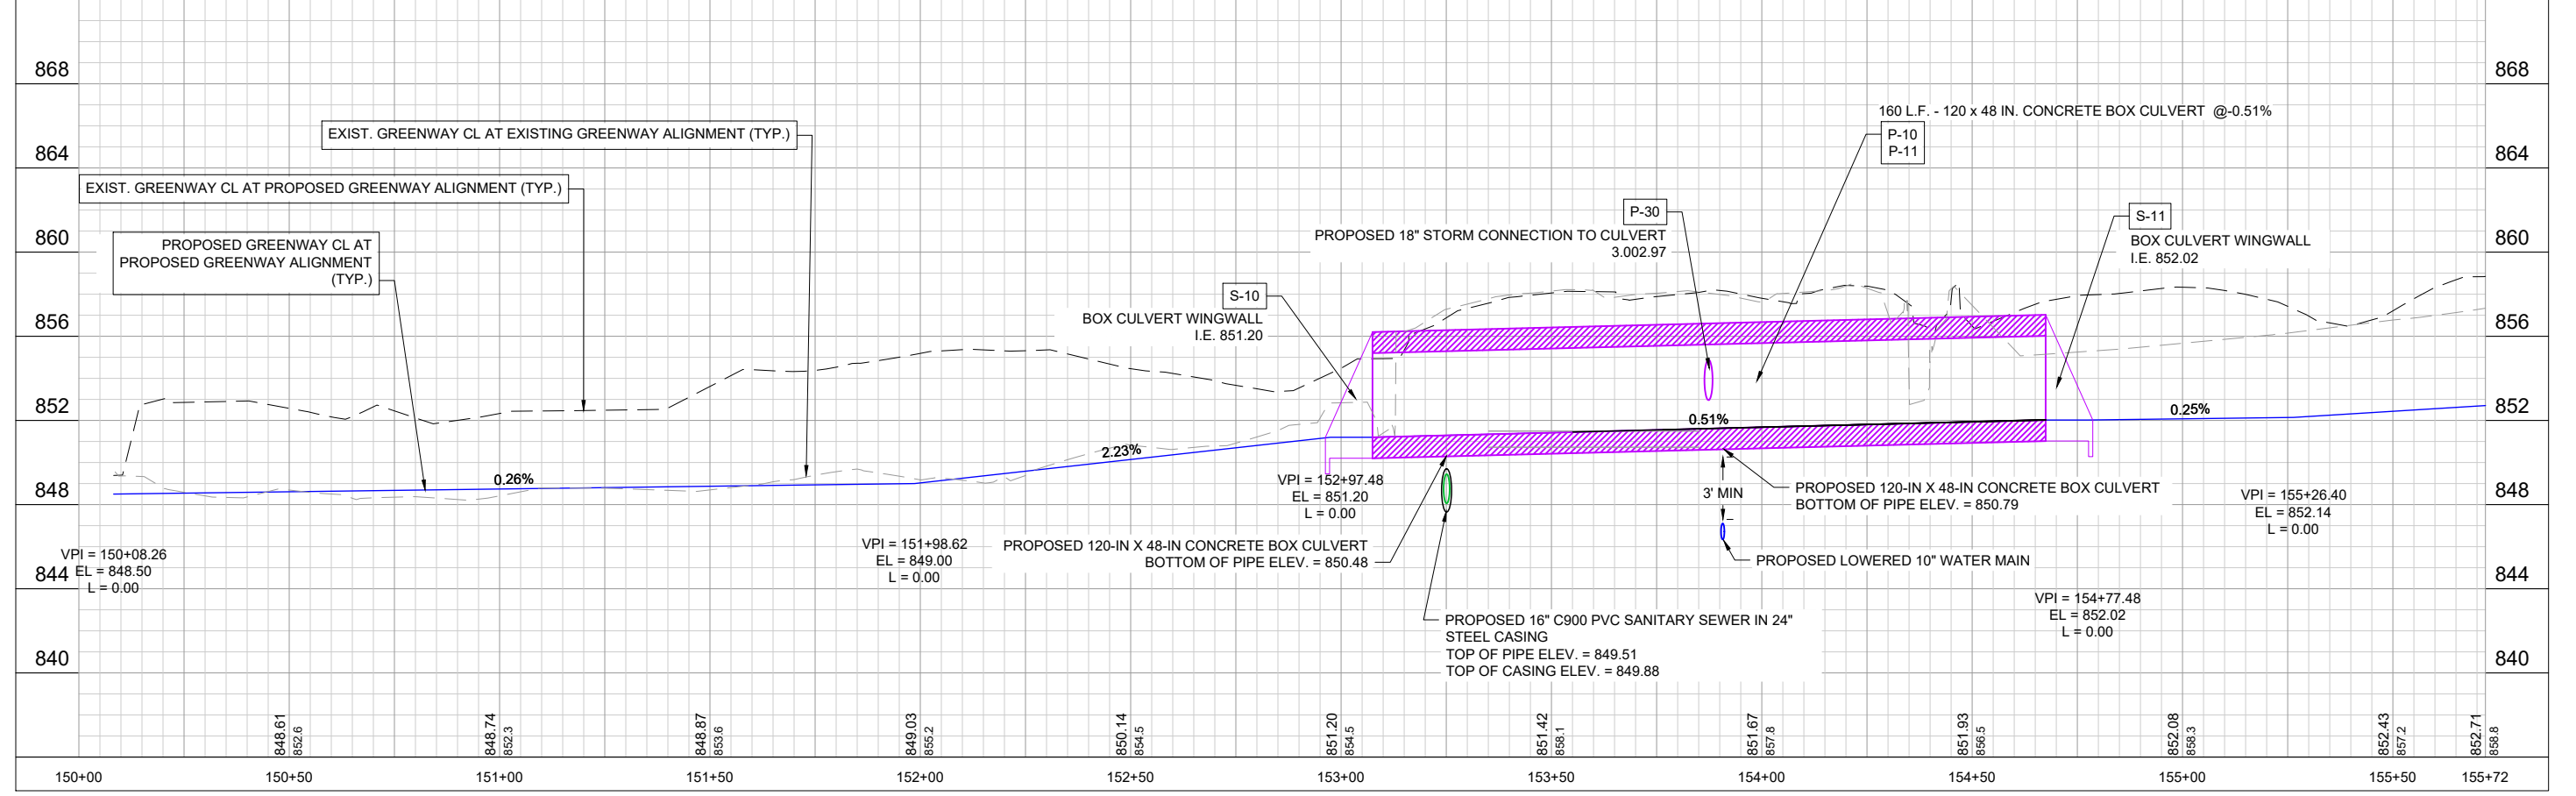 868
868
160 L.F. - 120 x 48 IN. CONCRETE BOX CULVERT @-0.51%
EXIST. GREENWAY CL AT EXISTING GREENWAY ALIGNMENT (TYP.)
P-10
P-11
864
864
EXIST. GREENWAY CL AT PROPOSED GREENWAY ALIGNMENT (TYP.)
P-30
S-11
PROPOSED 18" STORM CONNECTION TO CULVERT
3.002.97
BOX CULVERT WINGWALL
I.E. 852.02
860
860
PROPOSED GREENWAY CL AT
PROPOSED GREENWAY ALIGNMENT
(TYP.)
S-10
BOX CULVERT WINGWALL
I.E. 851.20
856
856
852
852
0.51%
0.25%
2.23%
0.26%
848
848
VPI = 152+97.48
EL = 851.20
L = 0.00
3' MIN
PROPOSED 120-IN X 48-IN CONCRETE BOX CULVERT
BOTTOM OF PIPE ELEV. = 850.79
VPI = 155+26.40
EL = 852.14
L = 0.00
VPI = 150+08.26
EL = 848.50
L = 0.00
VPI = 151+98.62
EL = 849.00
L = 0.00
PROPOSED 120-IN X 48-IN CONCRETE BOX CULVERT
BOTTOM OF PIPE ELEV. = 850.48
PROPOSED LOWERED 10" WATER MAIN
844
844
VPI = 154+77.48
EL = 852.02
L = 0.00
PROPOSED 16" C900 PVC SANITARY SEWER IN 24"
STEEL CASING
TOP OF PIPE ELEV. = 849.51
TOP OF CASING ELEV. = 849.88
840
840
848.61
852.6
848.74
852.3
848.87
853.6
849.03
855.2
850.14
854.5
851.20
854.5
851.42
858.1
851.67
857.8
851.93
856.5
852.08
858.3
852.43
857.2
852.71
858.8
150+00
150+50
151+00
151+50
152+00
152+50
153+00
153+50
154+00
154+50
155+00
155+50
155+72